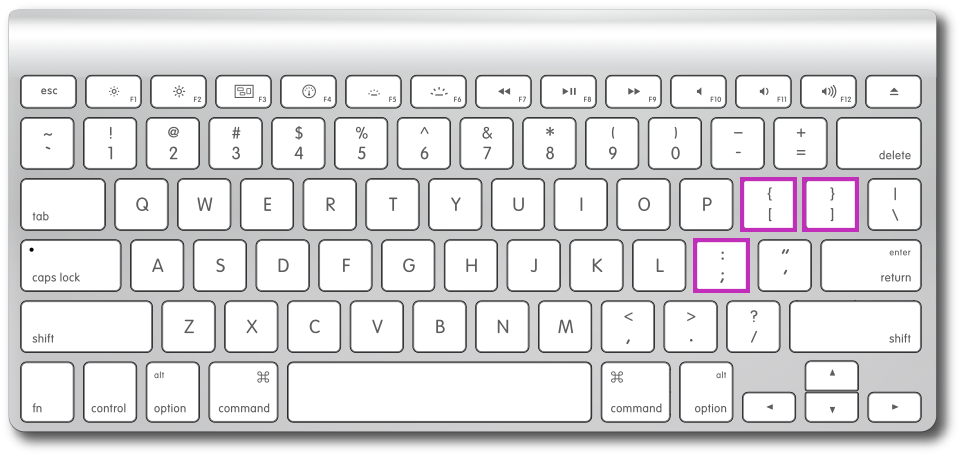 esc F1 F2 F3 F4 F5 F6 F7 F8 F9 F10 F11 F12
~ ! @ # $ % ^ & * ( ) – +
` 1 2 3 4 5 6 7 8 9 0 - = delete
tab Q W E R T Y U I O P { [ } ] | \
caps lock A S D F G H J K L : ; " ' enter return
shift Z X C V B N M < , > . ? / shift
fn control alt option ⌘ command ⌘ command alt option